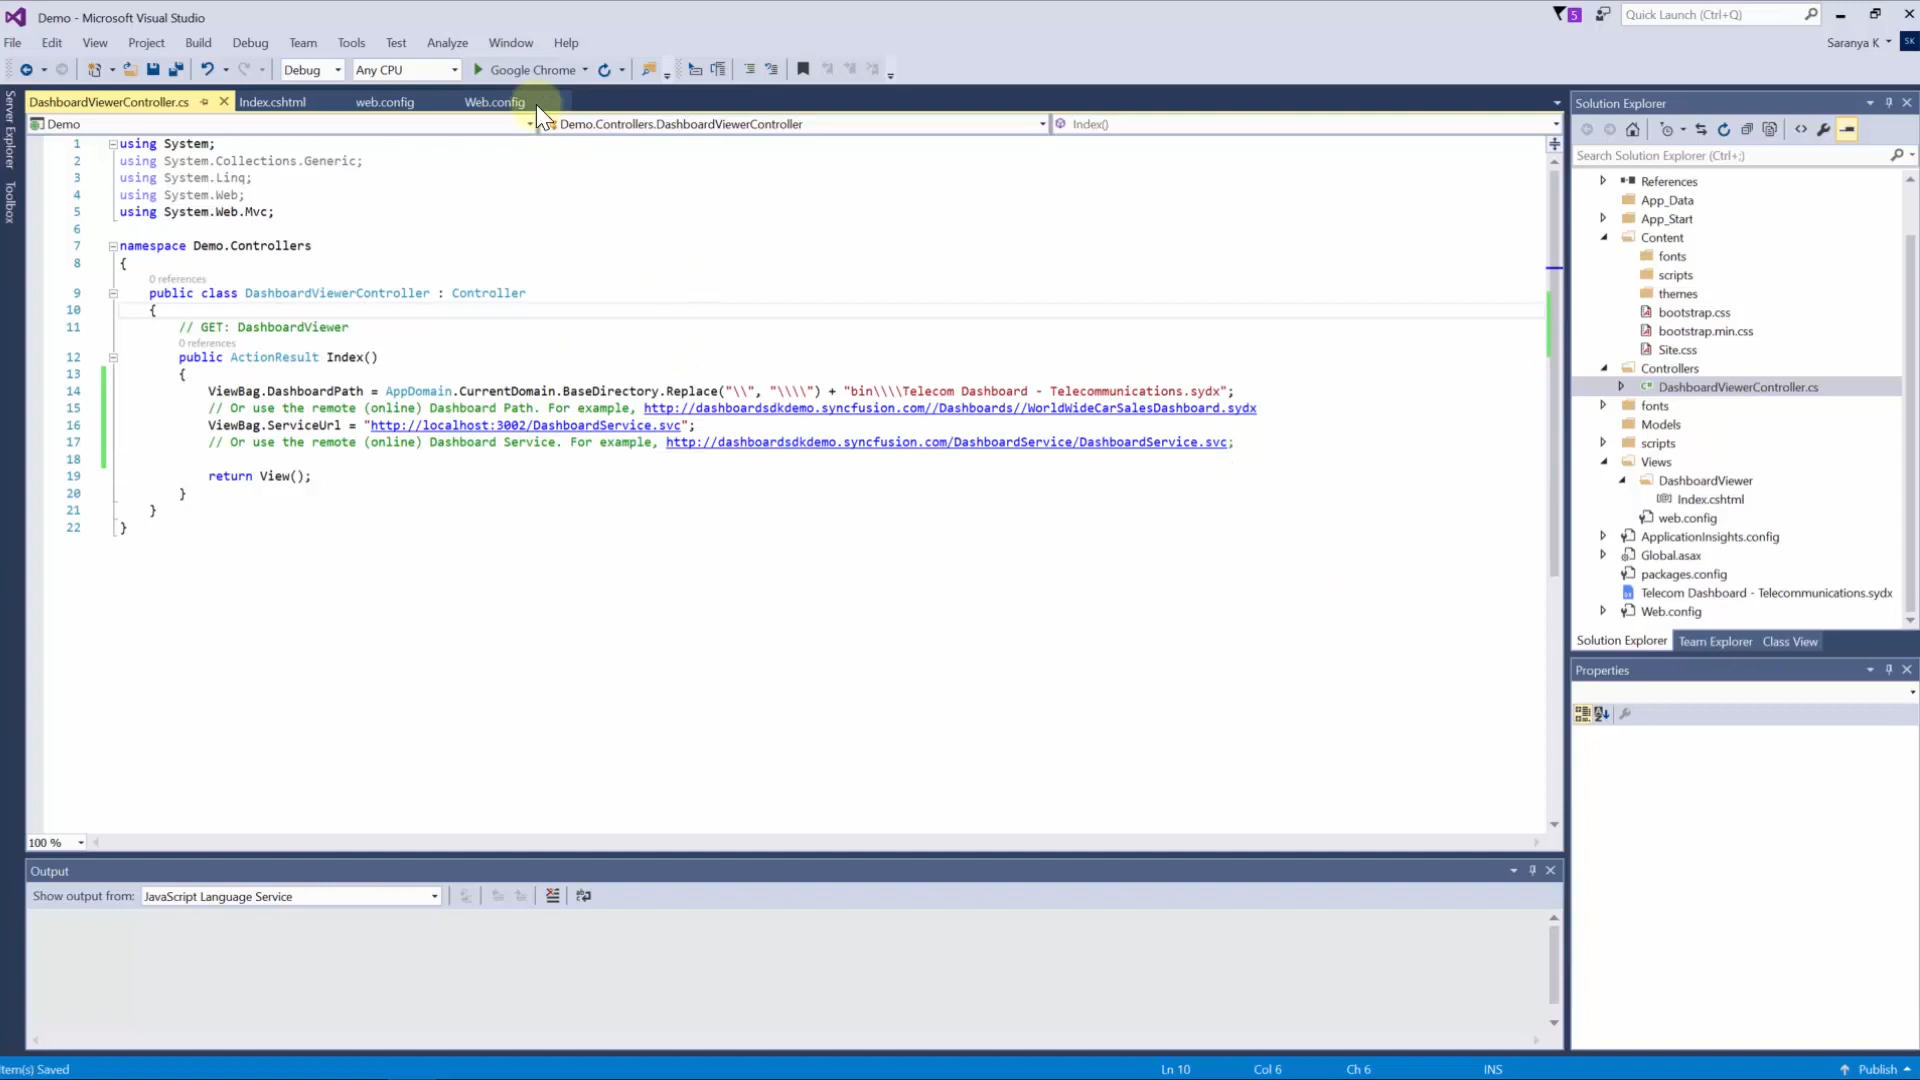 Demo - Microsoft Visual Studio
5
Quick Launch (Ctrl+Q)
File Edit View Project Build Debug Team Tools Test Analyze Window Help
Saranya K
SK
Debug
Any CPU
Google Chrome
Server Explorer
Toolbox
DashboardViewerController.cs
Index.cshtml
web.config
Web.config
Demo
Demo.Controllers.DashboardViewerController
Index()
1 using System;
2 using System.Collections.Generic;
3 using System.Linq;
4 using System.Web;
5 using System.Web.Mvc;
6
7 namespace Demo.Controllers
8 {
0 references
9 public class DashboardViewerController : Controller
10 {
11 // GET: DashboardViewer
0 references
12 public ActionResult Index()
13 {
14 ViewBag.DashboardPath = AppDomain.CurrentDomain.BaseDirectory.Replace("\\", "\\\\") + "bin\\\\Telecom Dashboard - Telecommunications.sydx";
15 // Or use the remote (online) Dashboard Path. For example, http://dashboardsdkdemo.syncfusion.com//Dashboards//WorldWideCarSalesDashboard.sydx
16 ViewBag.ServiceUrl = "http://localhost:3002/DashboardService.svc";
17 // Or use the remote (online) Dashboard Service. For example, http://dashboardsdkdemo.syncfusion.com/DashboardService/DashboardService.svc;
18
19 return View();
20 }
21 }
22 }
100 %
Output
Show output from: JavaScript Language Service
Solution Explorer
Search Solution Explorer (Ctrl+;)
References
App_Data
App_Start
Content
fonts
scripts
themes
bootstrap.css
bootstrap.min.css
Site.css
Controllers
DashboardViewerController.cs
fonts
Models
scripts
Views
DashboardViewer
Index.cshtml
web.config
ApplicationInsights.config
Global.asax
packages.config
Telecom Dashboard - Telecommunications.sydx
Web.config
Solution Explorer Team Explorer Class View
Properties
tem(s) Saved
Ln 10
Col 6
Ch 6
INS
Publish